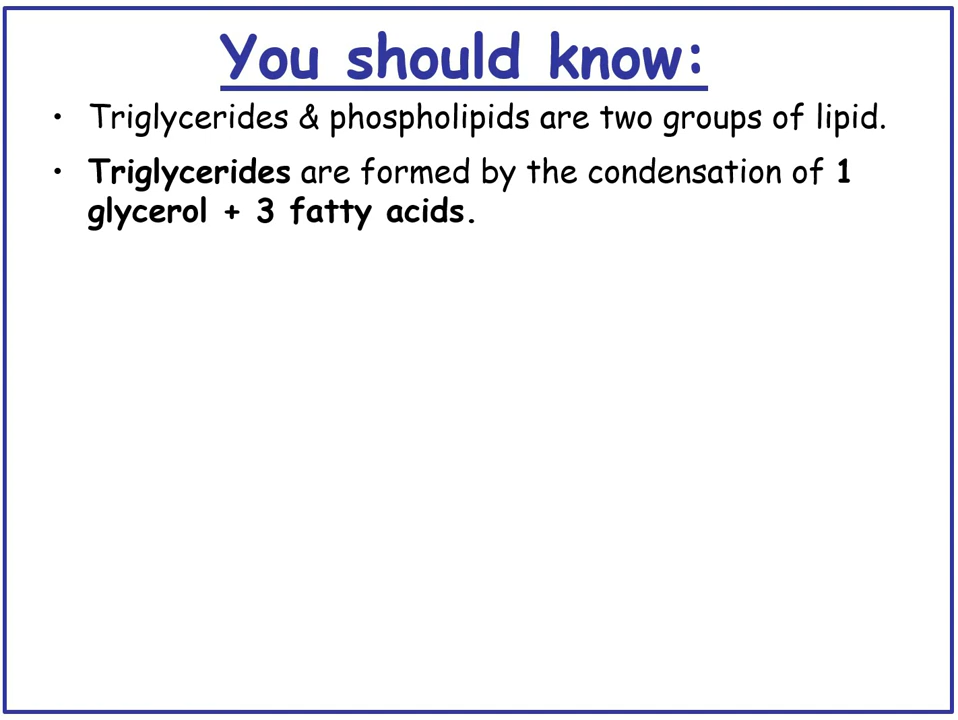 You should know:
• Triglycerides & phospholipids are two groups of lipid.
• Triglycerides are formed by the condensation of 1
glycerol + 3 fatty acids.